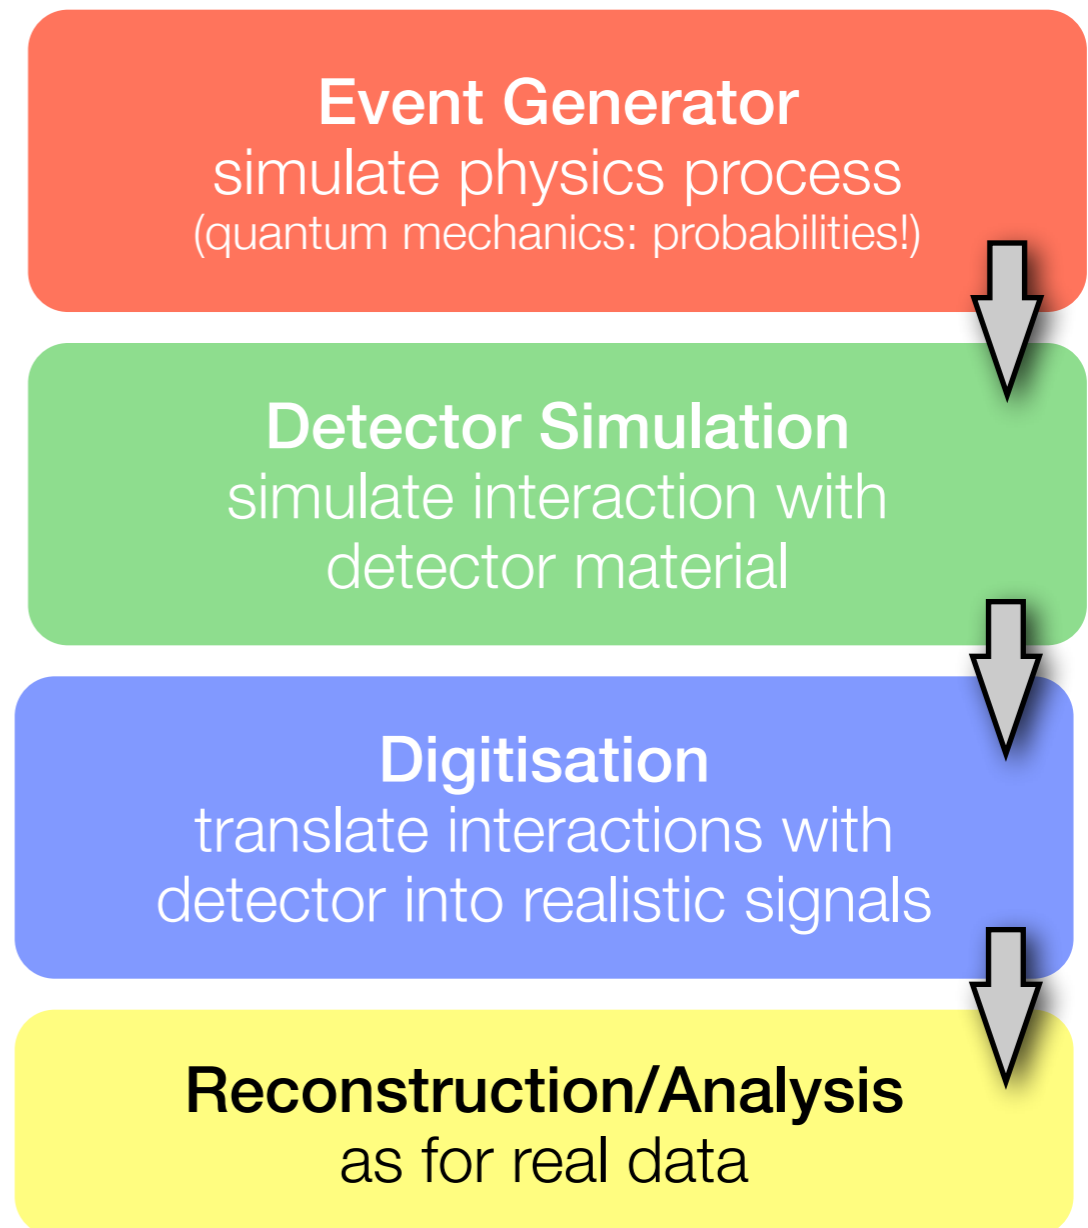 Event Generator
simulate physics process
(quantum mechanics: probabilities!)
Detector Simulation
simulate interaction with
detector material
Digitisation
translate interactions with
detector into realistic signals
Reconstruction/Analysis
as for real data